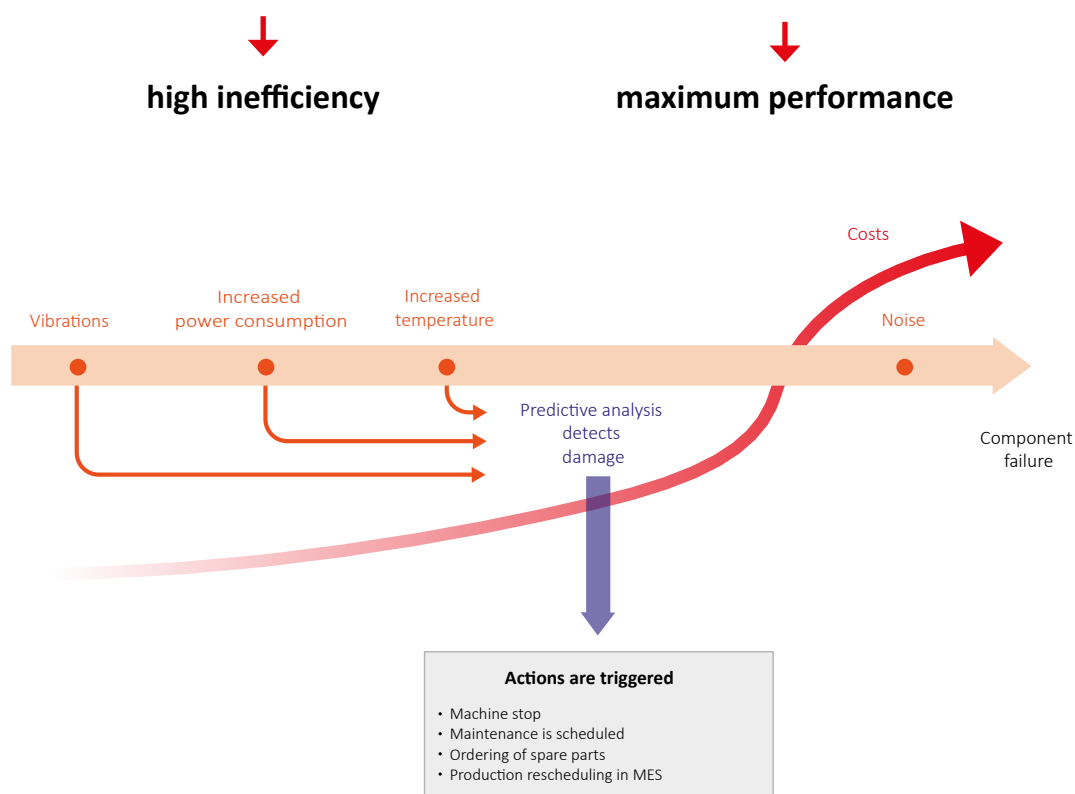 high inefficiency
maximum performance
Costs
Vibrations
Increased
power consumption
Increased
temperature
Noise
Predictive analysis
detects
damage
Component
failure
Actions are triggered
• Machine stop
• Maintenance is scheduled
• Ordering of spare parts
• Production rescheduling in MES